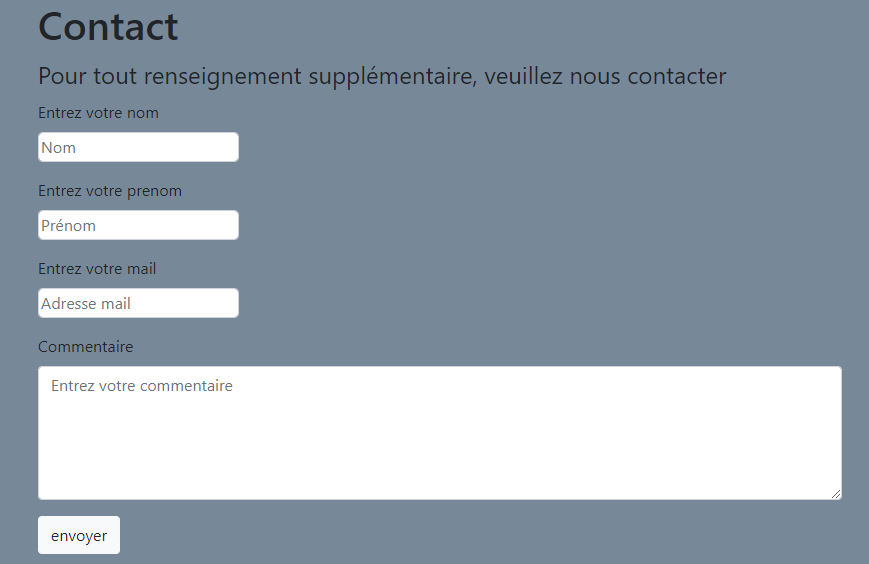 Contact
Pour tout renseignement supplémentaire, veuillez nous contacter
Entrez votre nom
Nom
Entrez votre prenom
Prénom
Entrez votre mail
Adresse mail
Commentaire
Entrez votre commentaire
envoyer